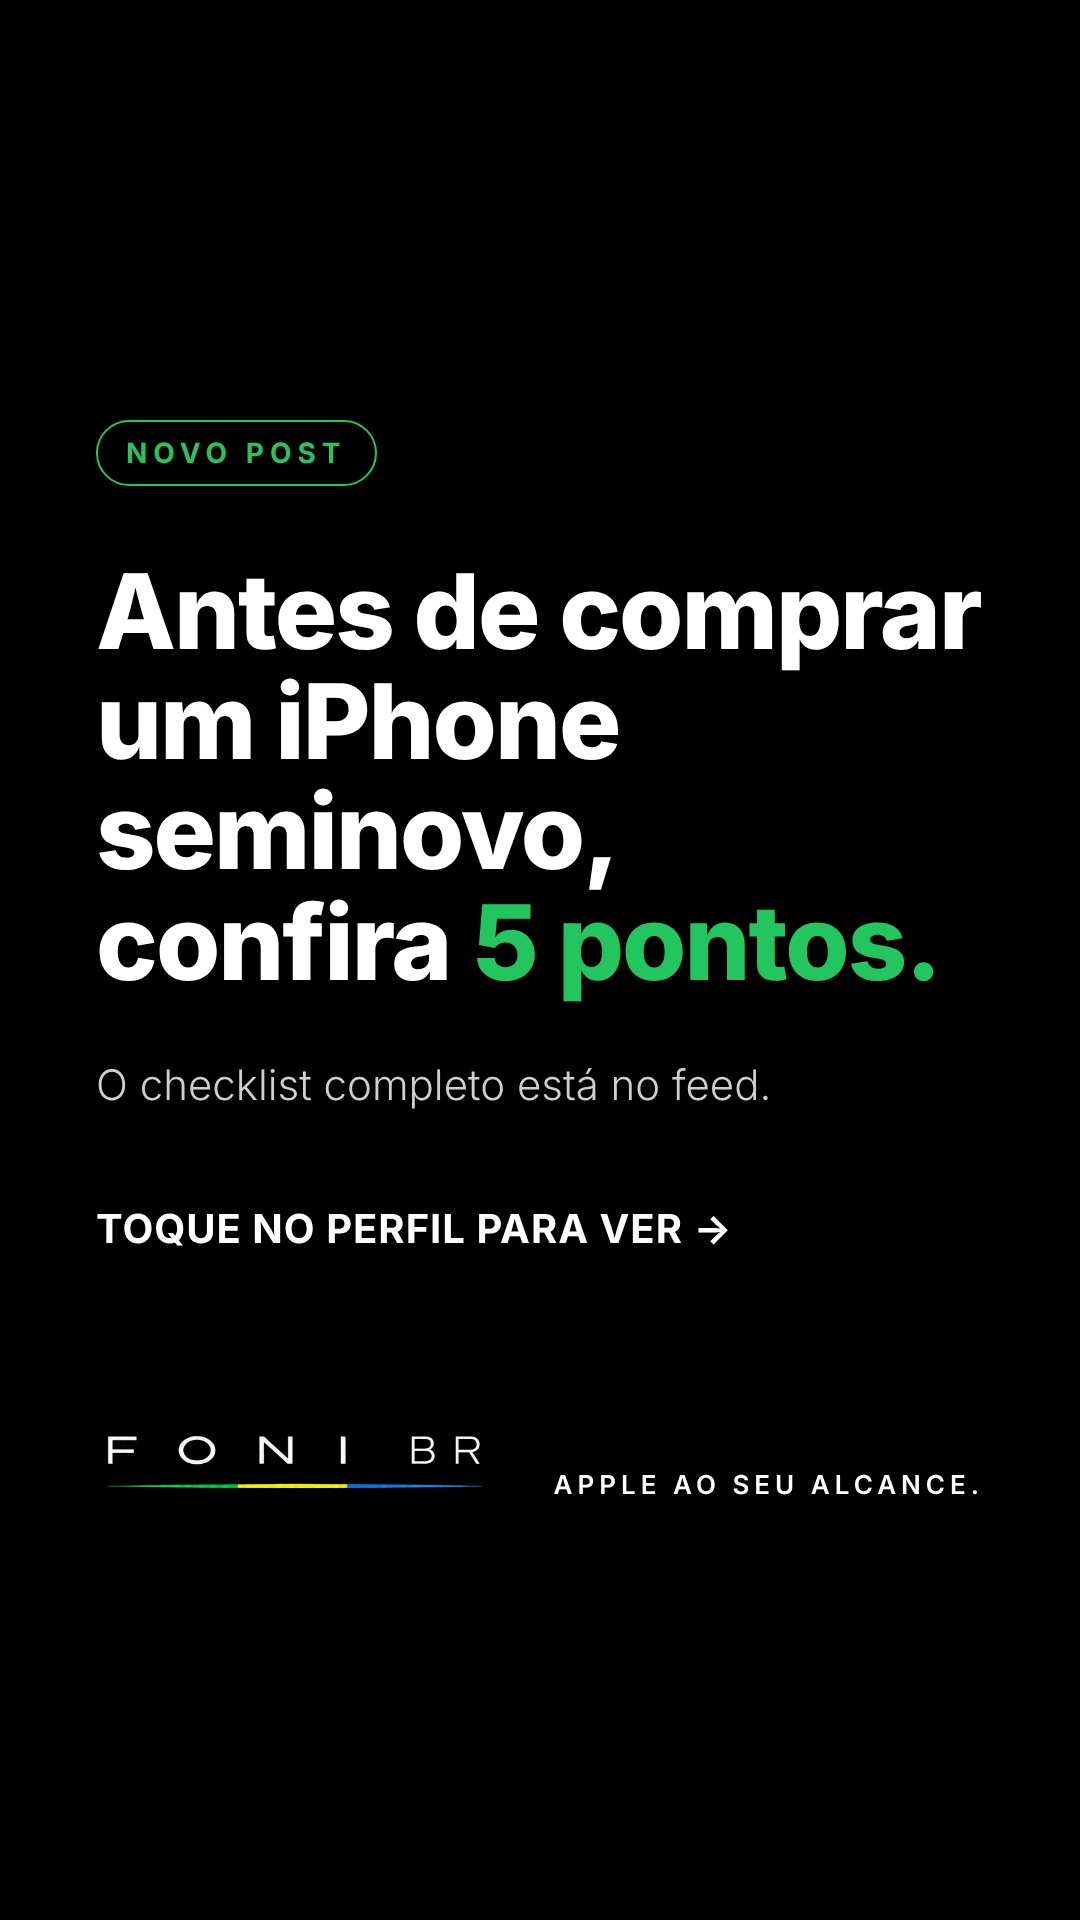 NOVO POST
Antes de comprar
um iPhone
seminovo,
confira 5 pontos.
O checklist completo está no feed.
TOQUE NO PERFIL PARA VER →
FONI BR
APPLE AO SEU ALCANCE.